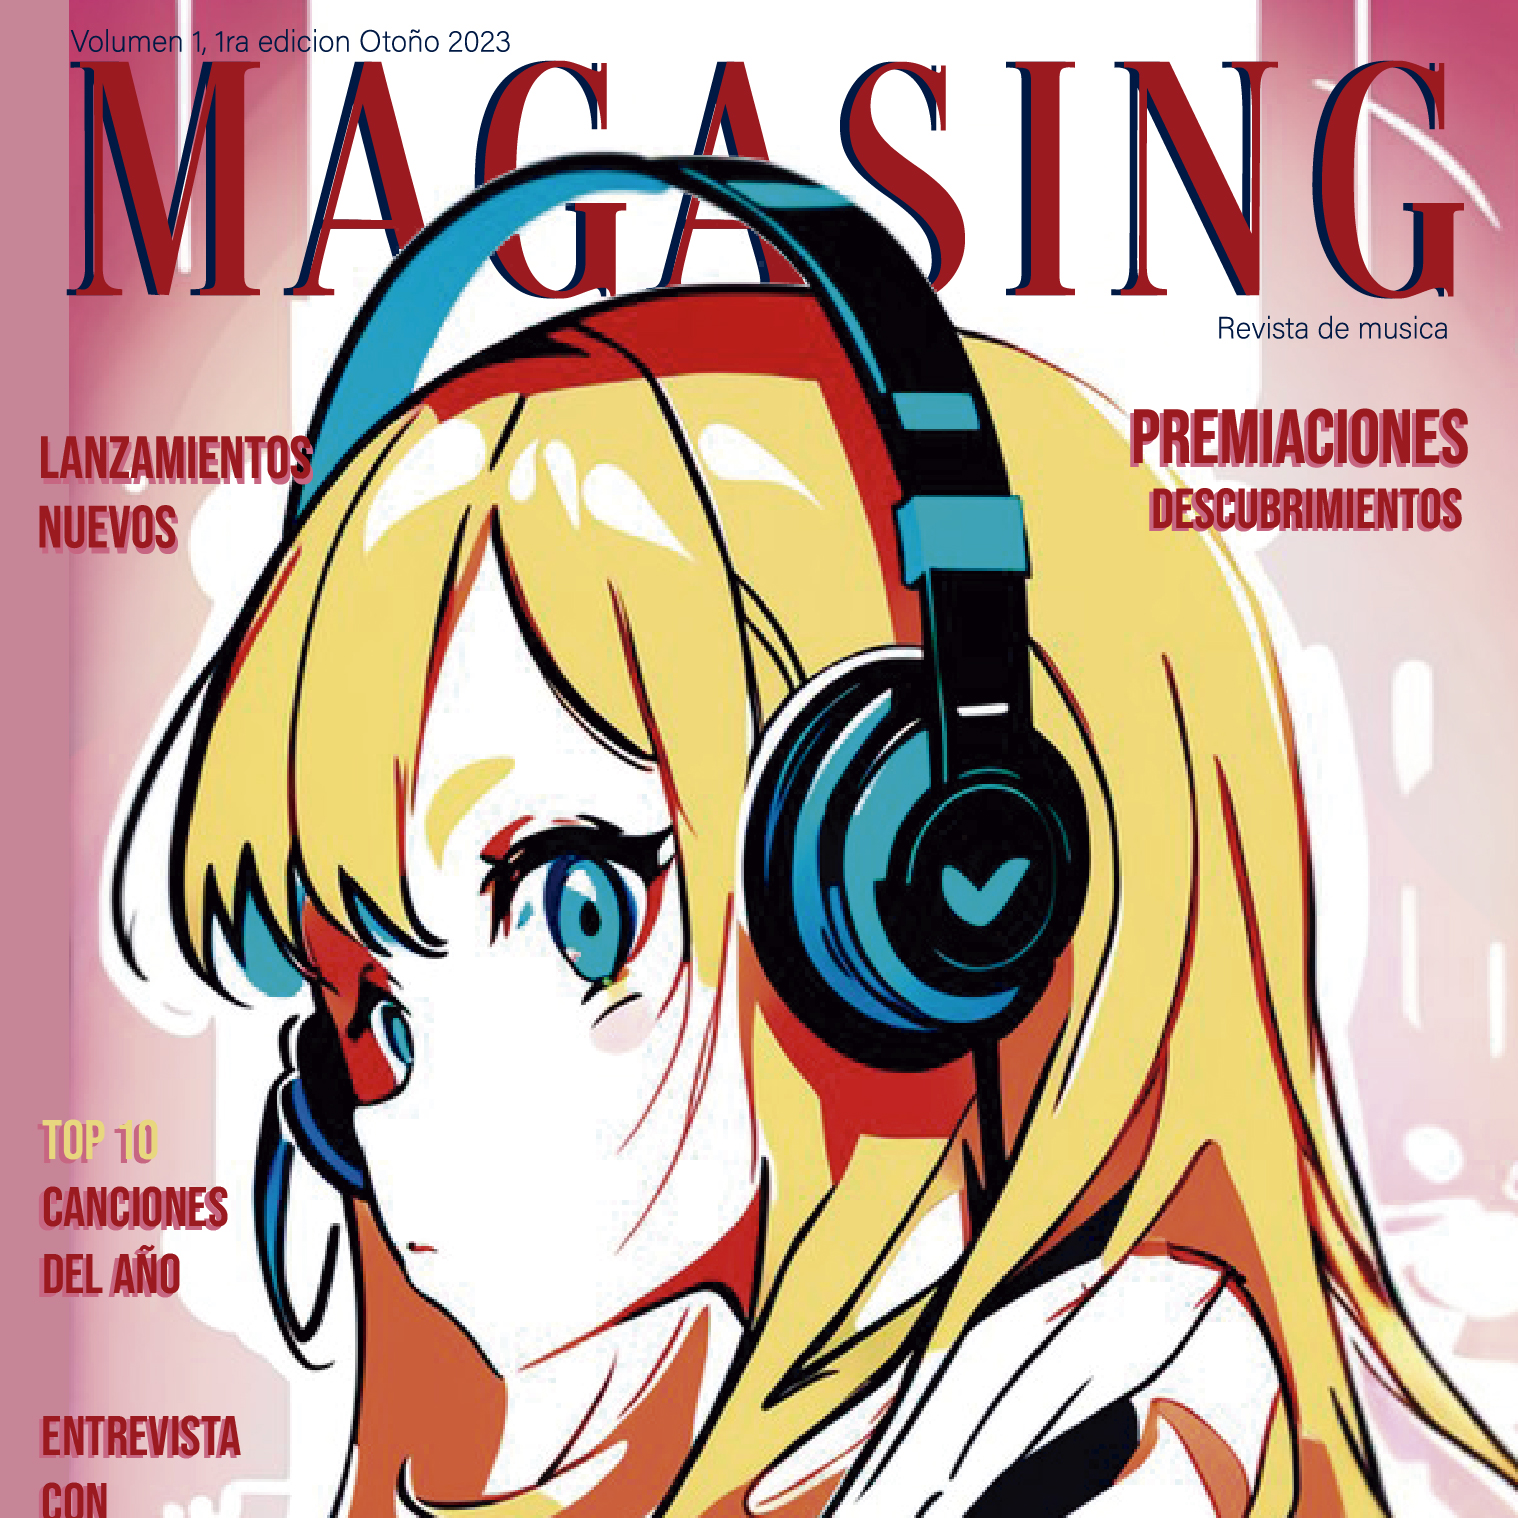 Volumen 1, 1ra edicion Otoño 2023
MAGASING
Revista de musica
LANZAMIENTOS
NUEVOS
PREMIACIONES
DESCUBRIMIENTOS
TOP 10
CANCIONES
DEL AÑO
ENTREVISTA
CON